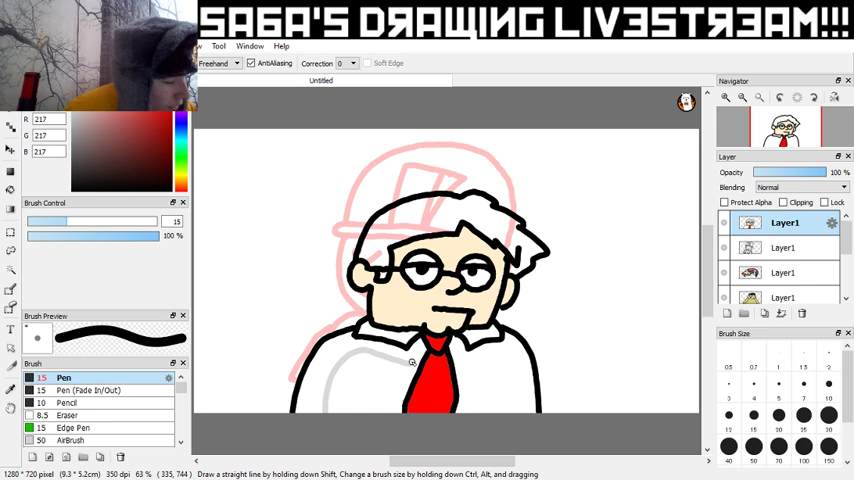 SAGA'S DЯAЩIИG LIVƎSTЯEAM!!!
w Tool Window Help
Freehand AntiAliasing Correction 0 Soft Edge
Untitled
Navigator
R 217
G 217
B 217
Layer
Opacity 100 %
Blending Normal
Protect Alpha Clipping Lock
Brush Control
15
100 %
Layer1
Layer1
Layer1
Layer1
Brush Preview
Brush Size
0.5 0.7 1 1.5 2
3 4 5 7 10
12 15 20 25 30
40 50 70 100 150
Brush
15 Pen
15 Pen (Fade In/Out)
10 Pencil
8.5 Eraser
15 Edge Pen
50 AirBrush
1280 * 720 pixel (9.3 * 5.2cm) 350 dpi 63 % ( 335, 744 ) Draw a straight line by holding down Shift, Change a brush size by holding down Ctrl, Alt, and dragging